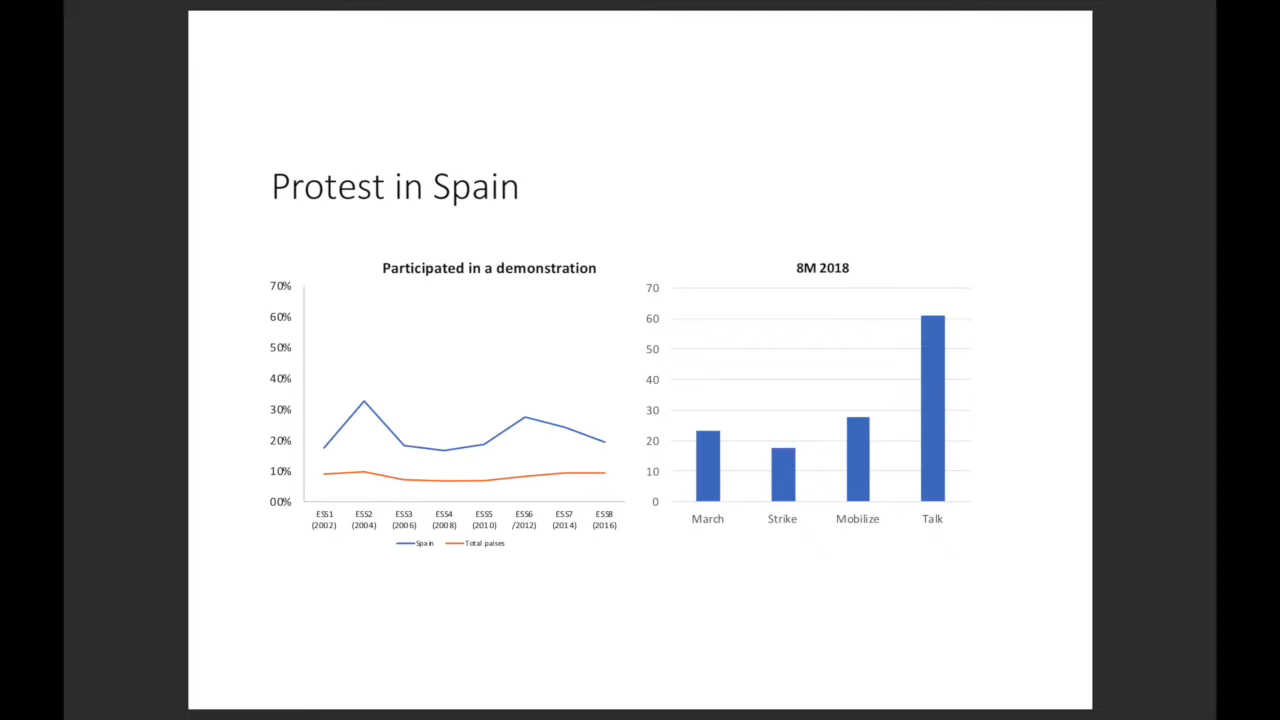 Protest in Spain
Participated in a demonstration
70%
60%
50%
40%
30%
20%
10%
00%
ESS1 ESS2 ESS3 ESS4 ESS5 ESS6 ESS7 ESS8
(2002) (2004) (2006) (2008) (2010) /2012) (2014) (2016)
Spain Total países
8M 2018
70
60
50
40
30
20
10
0
March Strike Mobilize Talk